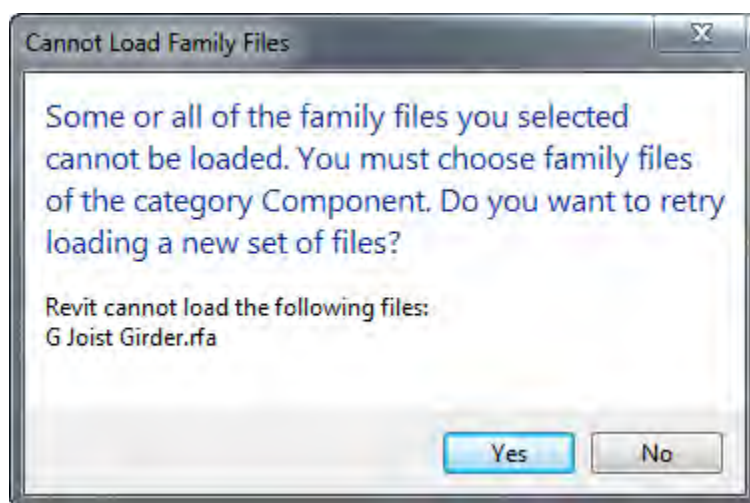 Cannot Load Family Files
Some or all of the family files you selected
cannot be loaded. You must choose family files
of the category Component. Do you want to retry
loading a new set of files?
Revit cannot load the following files:
G Joist Girder.rfa
Yes No